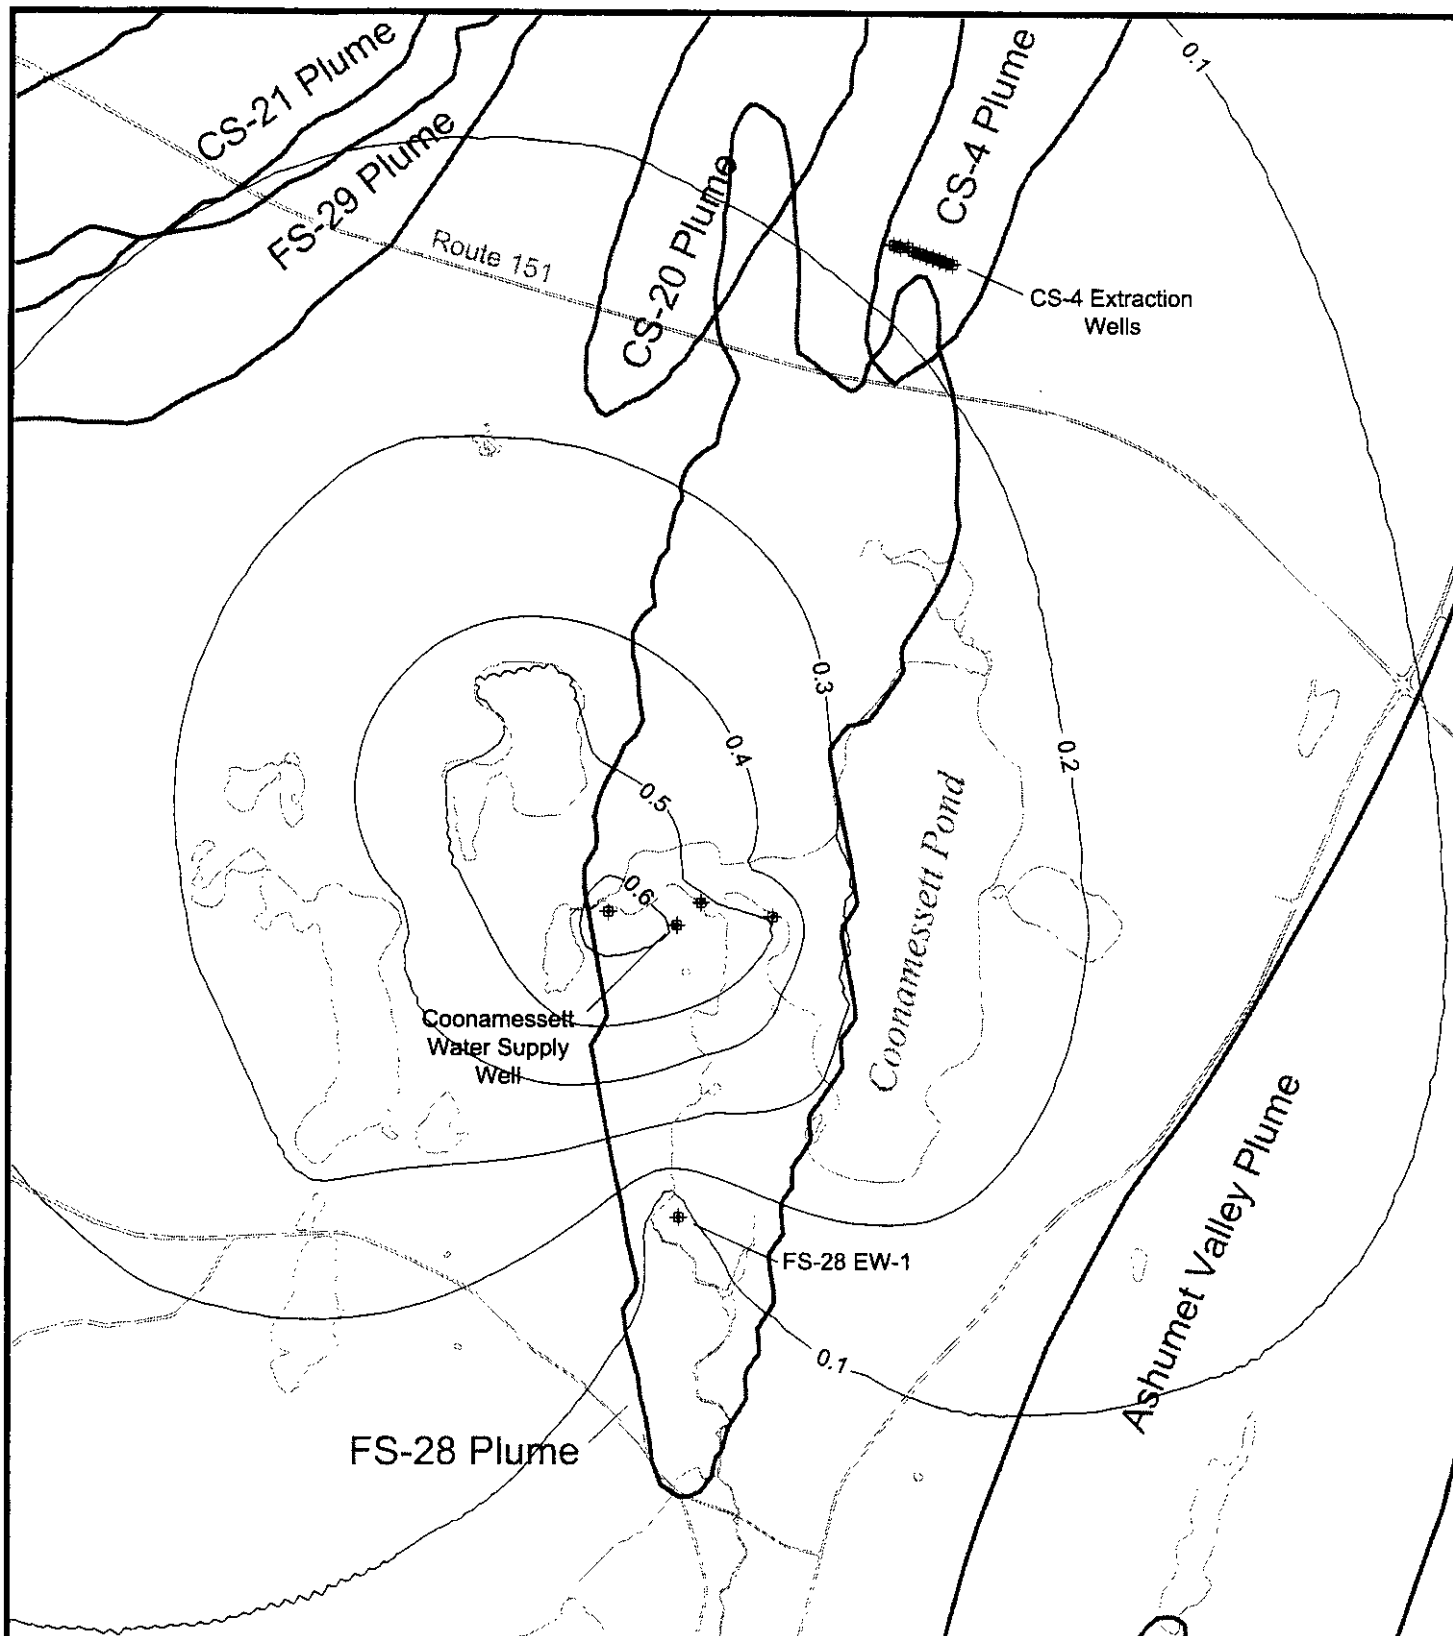 0.1
CS-21 Plume
CS-4 Plume
FS-29 Plume
CS-20 Plume
Route 151
CS-4 Extraction
Wells
0.3
0.4
0.2
0.5
Coonamessett Pond
0.6
Coonamessett
Water Supply
Well
Ashumet Valley Plume
FS-28 EW-1
0.1
FS-28 Plume